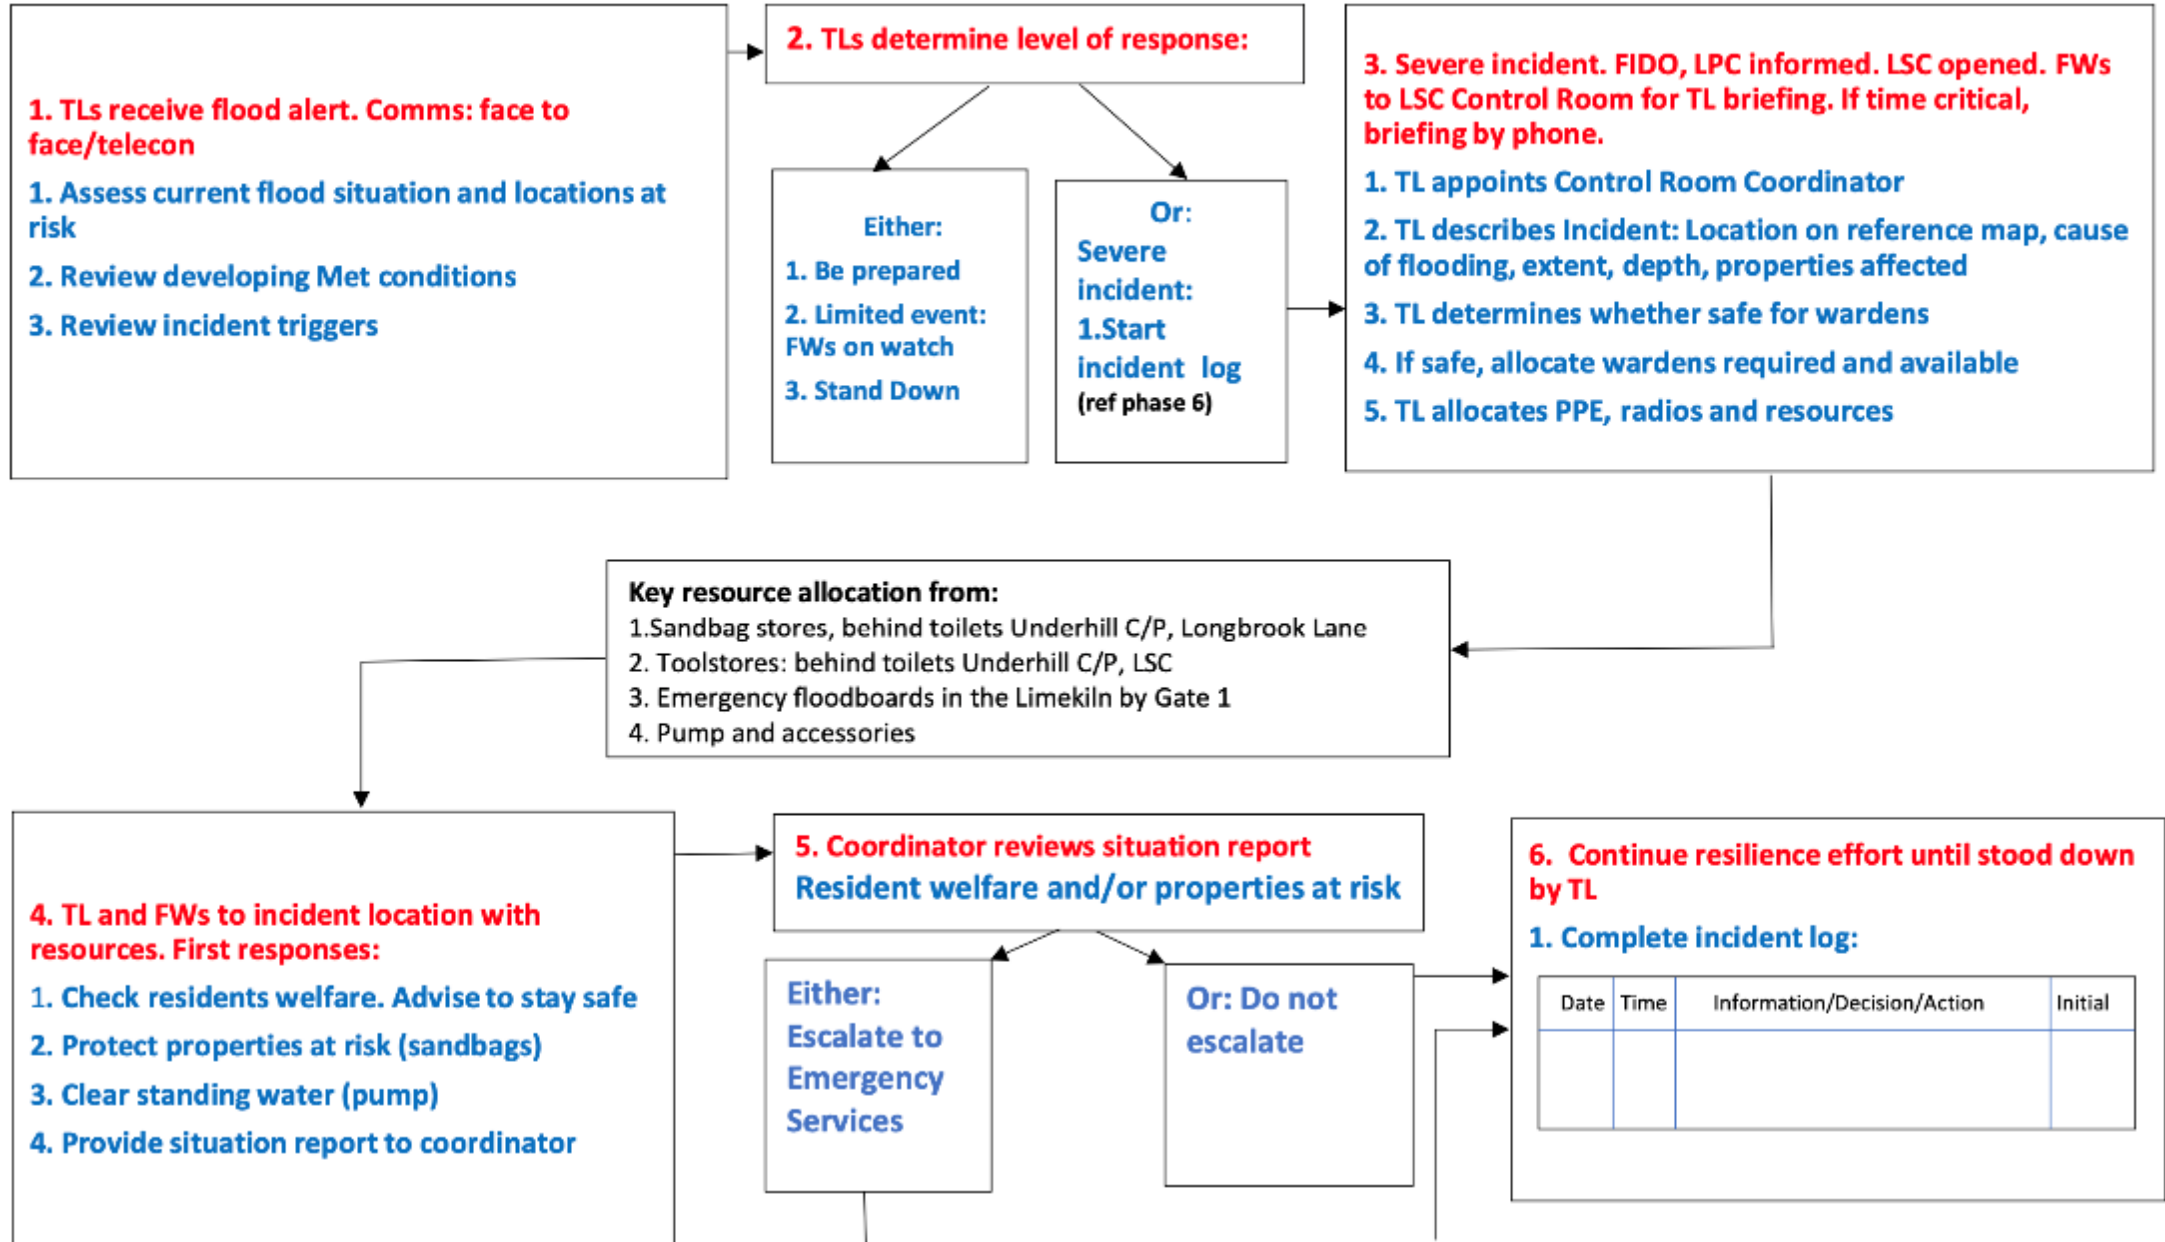 1. TLs receive flood alert. Comms: face to
face/telecon
1. Assess current flood situation and locations at
risk
2. Review developing Met conditions
3. Review incident triggers
2. TLs determine level of response:
Either:
1. Be prepared
2. Limited event:
FWs on watch
3. Stand Down
Or:
Severe
incident:
1.Start
incident log
(ref phase 6)
3. Severe incident. FIDO, LPC informed. LSC opened. FWs
to LSC Control Room for TL briefing. If time critical,
briefing by phone.
1. TL appoints Control Room Coordinator
2. TL describes Incident: Location on reference map, cause
of flooding, extent, depth, properties affected
3. TL determines whether safe for wardens
4. If safe, allocate wardens required and available
5. TL allocates PPE, radios and resources
Key resource allocation from:
1.Sandbag stores, behind toilets Underhill C/P, Longbrook Lane
2. Toolstores: behind toilets Underhill C/P, LSC
3. Emergency floodboards in the Limekiln by Gate 1
4. Pump and accessories
4. TL and FWs to incident location with
resources. First responses:
1. Check residents welfare. Advise to stay safe
2. Protect properties at risk (sandbags)
3. Clear standing water (pump)
4. Provide situation report to coordinator
5. Coordinator reviews situation report
Resident welfare and/or properties at risk
Either:
Escalate to
Emergency
Services
Or: Do not
escalate
6. Continue resilience effort until stood down
by TL
1. Complete incident log:
Date Time Information/Decision/Action Initial